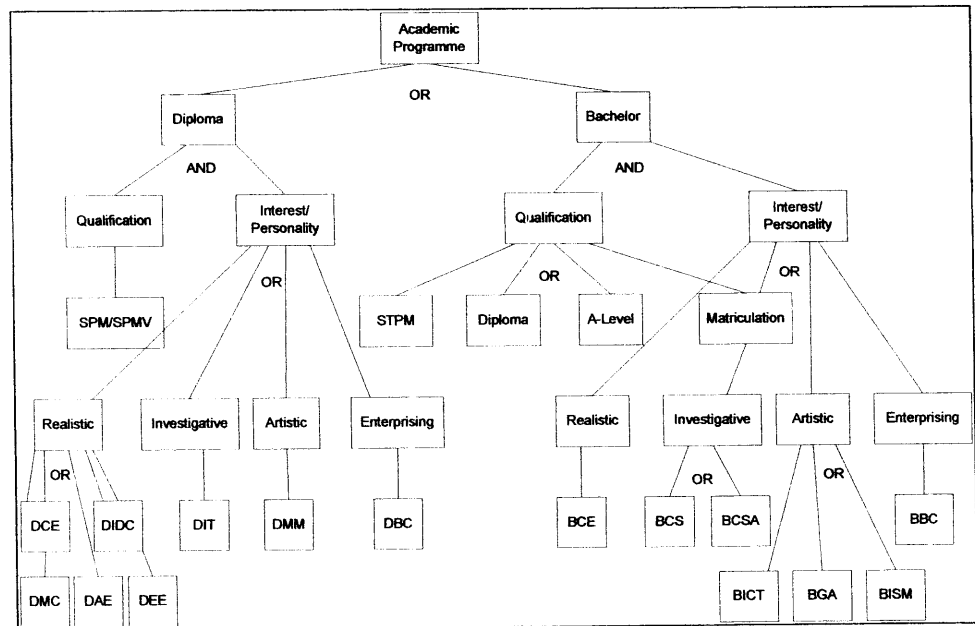 Academic
Programme
OR
Diploma
Bachelor
AND
AND
Qualification
Interest/
Personality
Qualification
Interest/
Personality
OR
OR
OR
SPM/SPMV
STPM
Diploma
A-Level
Matriculation
Realistic
Investigative
Artistic
Enterprising
Realistic
Investigative
Artistic
Enterprising
OR
OR
OR
DCE
DIDC
DIT
DMM
DBC
BCE
BCS
BCSA
BBC
DMC
DAE
DEE
BICT
BGA
BISM